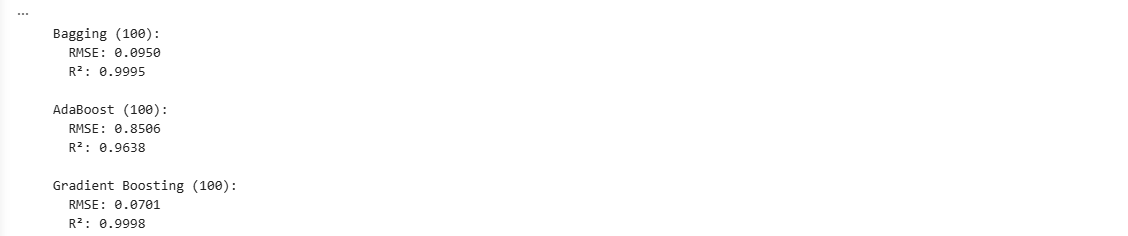 ...
Bagging (100):
RMSE: 0.0950
R²: 0.9995
AdaBoost (100):
RMSE: 0.8506
R²: 0.9638
Gradient Boosting (100):
RMSE: 0.0701
R²: 0.9998